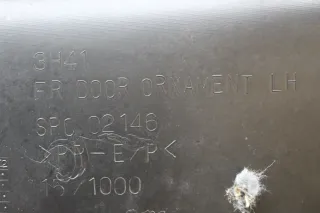 3H41
FR DOOR ORNAMENT LH
SPC 02146
>PP-E/P<
/1000